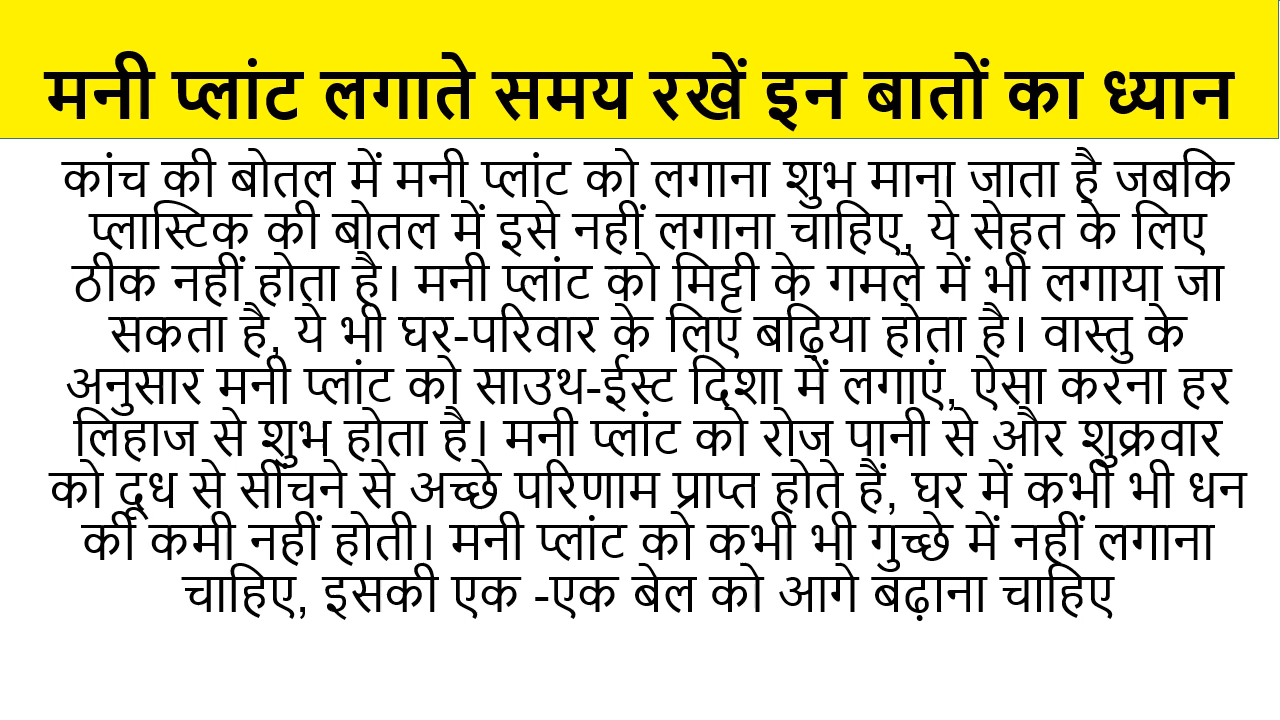 मनी प्लांट लगाते समय रखें इन बातों का ध्यान
कांच की बोतल में मनी प्लांट को लगाना शुभ माना जाता है जबकि
प्लास्टिक की बोतल में इसे नहीं लगाना चाहिए, ये सेहत के लिए
ठीक नहीं होता है। मनी प्लांट को मिट्टी के गमले में भी लगाया जा
सकता है, ये भी घर-परिवार के लिए बढ़िया होता है। वास्तु के
अनुसार मनी प्लांट को साउथ-ईस्ट दिशा में लगाएं, ऐसा करना हर
लिहाज से शुभ होता है। मनी प्लांट को रोज पानी से और शुक्रवार
को दूध से सींचने से अच्छे परिणाम प्राप्त होते हैं, घर में कभी भी धन
की कमी नहीं होती। मनी प्लांट को कभी भी गुच्छे में नहीं लगाना
चाहिए, इसकी एक -एक बेल को आगे बढ़ाना चाहिए